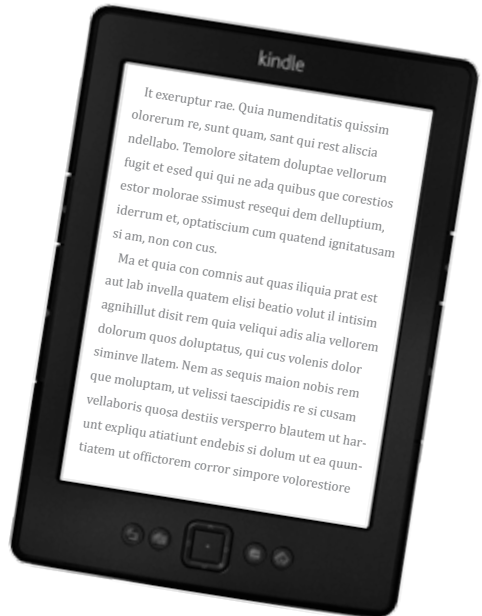 kindle
It exeruptur rae. Quia numenditatis quissim
olorerum re, sunt quam, sant qui rest aliscia
ndellabo. Temolore sitatem doluptae vellorum
fugit et esed qui qui ne ada quibus que corestios
estor molorae ssimust resequi dem delluptium,
iderrum et, optatiscium cum quatend ignitatusam
si am, non con cus.
Ma et quia con comnis aut quas iliquia prat est
aut lab invella quatem elisi beatio volut il intisim
agnihillut disit rem quia veliqui adis alia vellorem
dolorum quos doluptatus, qui cus volenis dolor
siminve llatem. Nem as sequis maion nobis rem
que moluptam, ut velissi taescipidis re si cusam
vellaboris quosa destiis versperro blautem ut har-
unt expliqu atiatiunt endebis si dolum ut ea quun-
tiatem ut offictorem corror simpore volorestiore